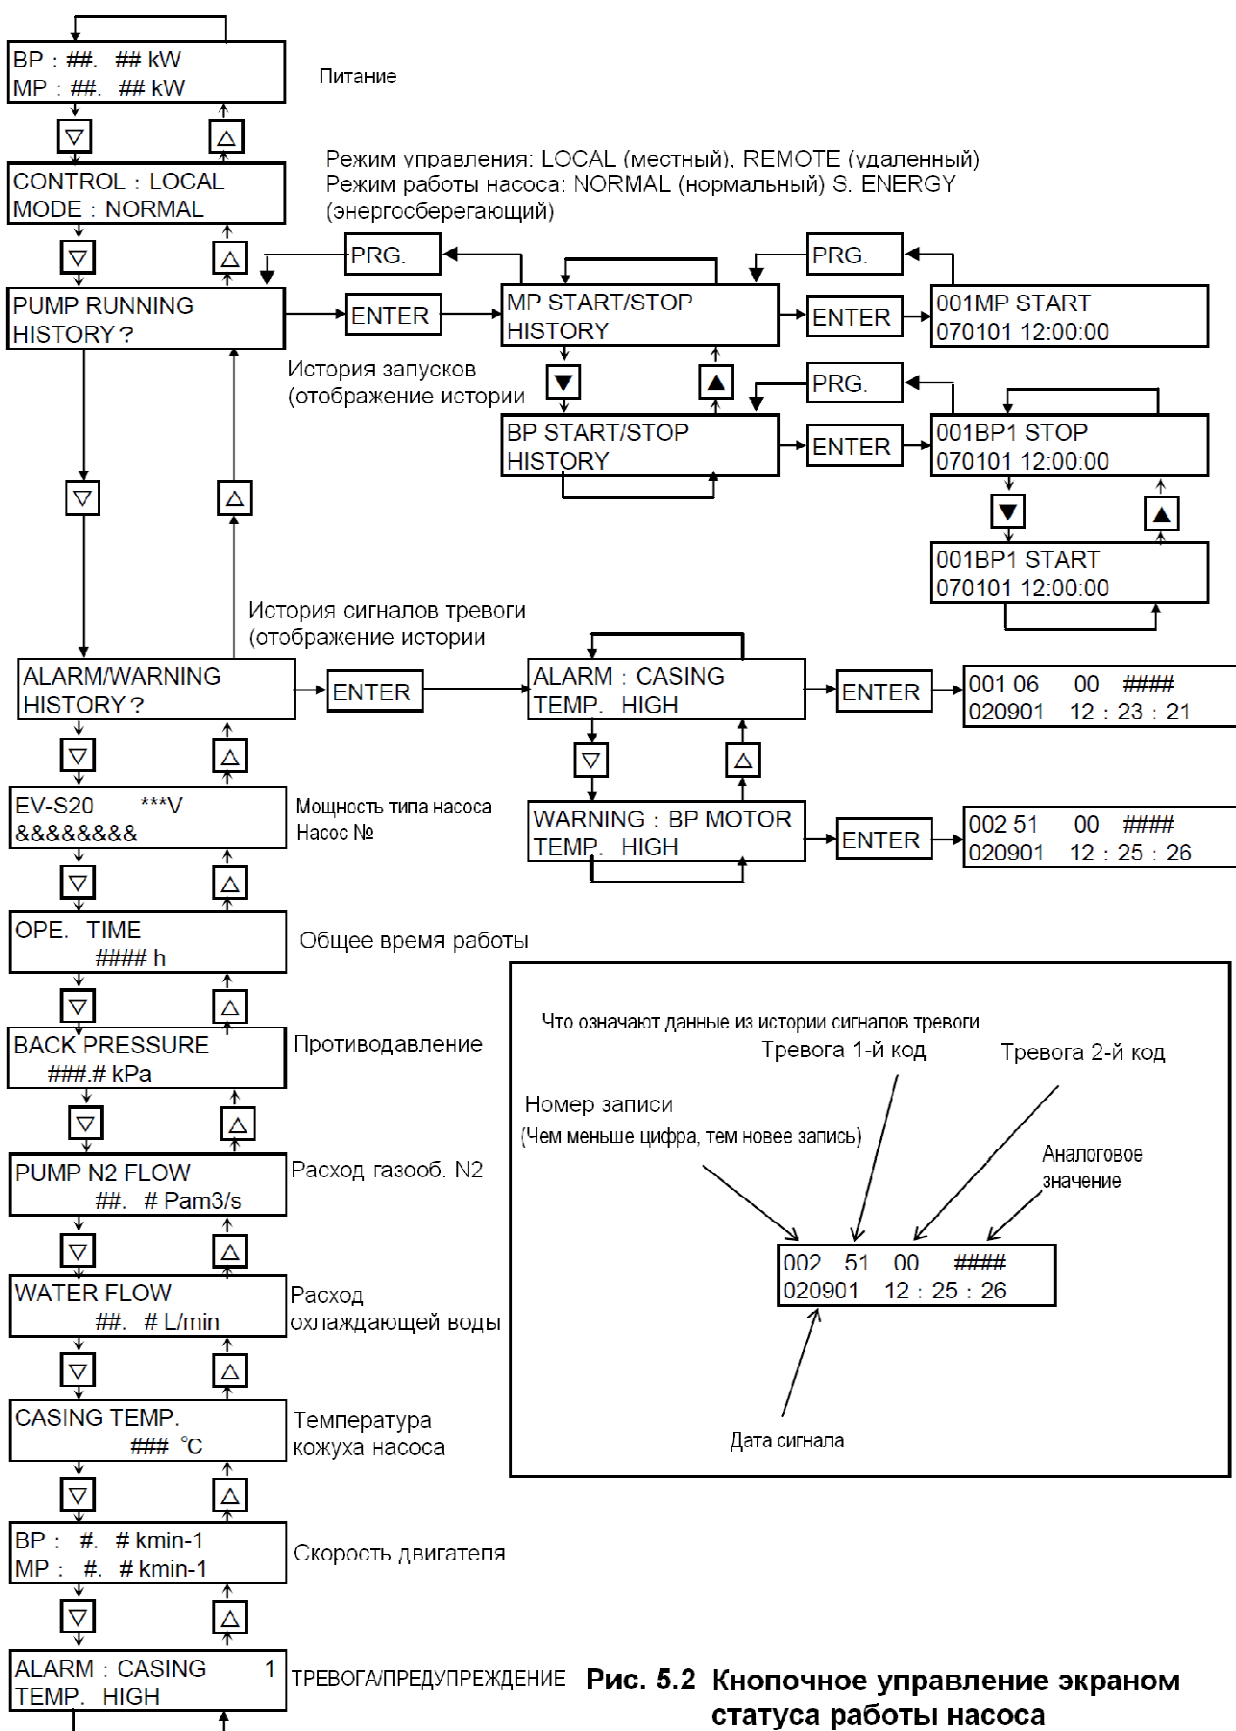 BP : ##. ## kW
MP : ##. ## kW
Питание
▽ △
CONTROL : LOCAL
MODE : NORMAL
Режим управления: LOCAL (местный), REMOTE (удаленный)
Режим работы насоса: NORMAL (нормальный) S. ENERGY
(энергосберегающий)
▽ △
PRG.
PRG.
PUMP RUNNING
HISTORY?
ENTER
MP START/STOP
HISTORY
ENTER
001MP START
070101 12:00:00
История запусков
(отображение истории
▼ ▲
PRG.
BP START/STOP
HISTORY
ENTER
001BP1 STOP
070101 12:00:00
▽ △
▼ ▲
001BP1 START
070101 12:00:00
История сигналов тревоги
(отображение истории
ALARM/WARNING
HISTORY?
ENTER
ALARM : CASING
TEMP. HIGH
ENTER
001 06 00 ####
020901 12 : 23 : 21
▽ △
▽ △
EV-S20 ***V
&&&&&&&&
Мощность типа насоса
Насос №
WARNING : BP MOTOR
TEMP. HIGH
ENTER
002 51 00 ####
020901 12 : 25 : 26
▽ △
OPE. TIME
#### h
Общее время работы
▽ △
BACK PRESSURE
###.# kPa
Противодавление
▽ △
PUMP N2 FLOW
##. # Pam3/s
Расход газооб. N2
▽ △
WATER FLOW
##. # L/min
Расход
охлаждающей воды
▽ △
CASING TEMP.
### °C
Температура
кожуха насоса
▽ △
BP : #. # kmin-1
MP : #. # kmin-1
Скорость двигателя
▽ △
ALARM : CASING 1
TEMP. HIGH
ТРЕВОГА/ПРЕДУПРЕЖДЕНИЕ
Что означают данные из истории сигналов тревоги
Тревога 1-й код
Тревога 2-й код
Номер записи
(Чем меньше цифра, тем новее запись)
Аналоговое
значение
002 51 00 ####
020901 12 : 25 : 26
Дата сигнала
Рис. 5.2 Кнопочное управление экраном
статуса работы насоса